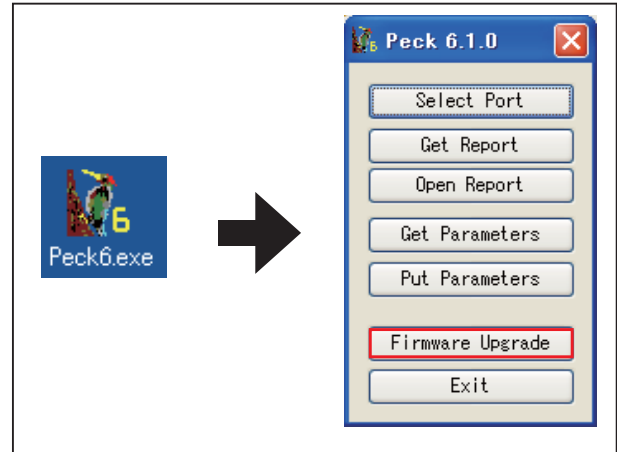 6 Peck 6.1.0
Select Port
Get Report
Open Report
6
Peck6.exe
Get Parameters
Put Parameters
Firmware Upgrade
Exit